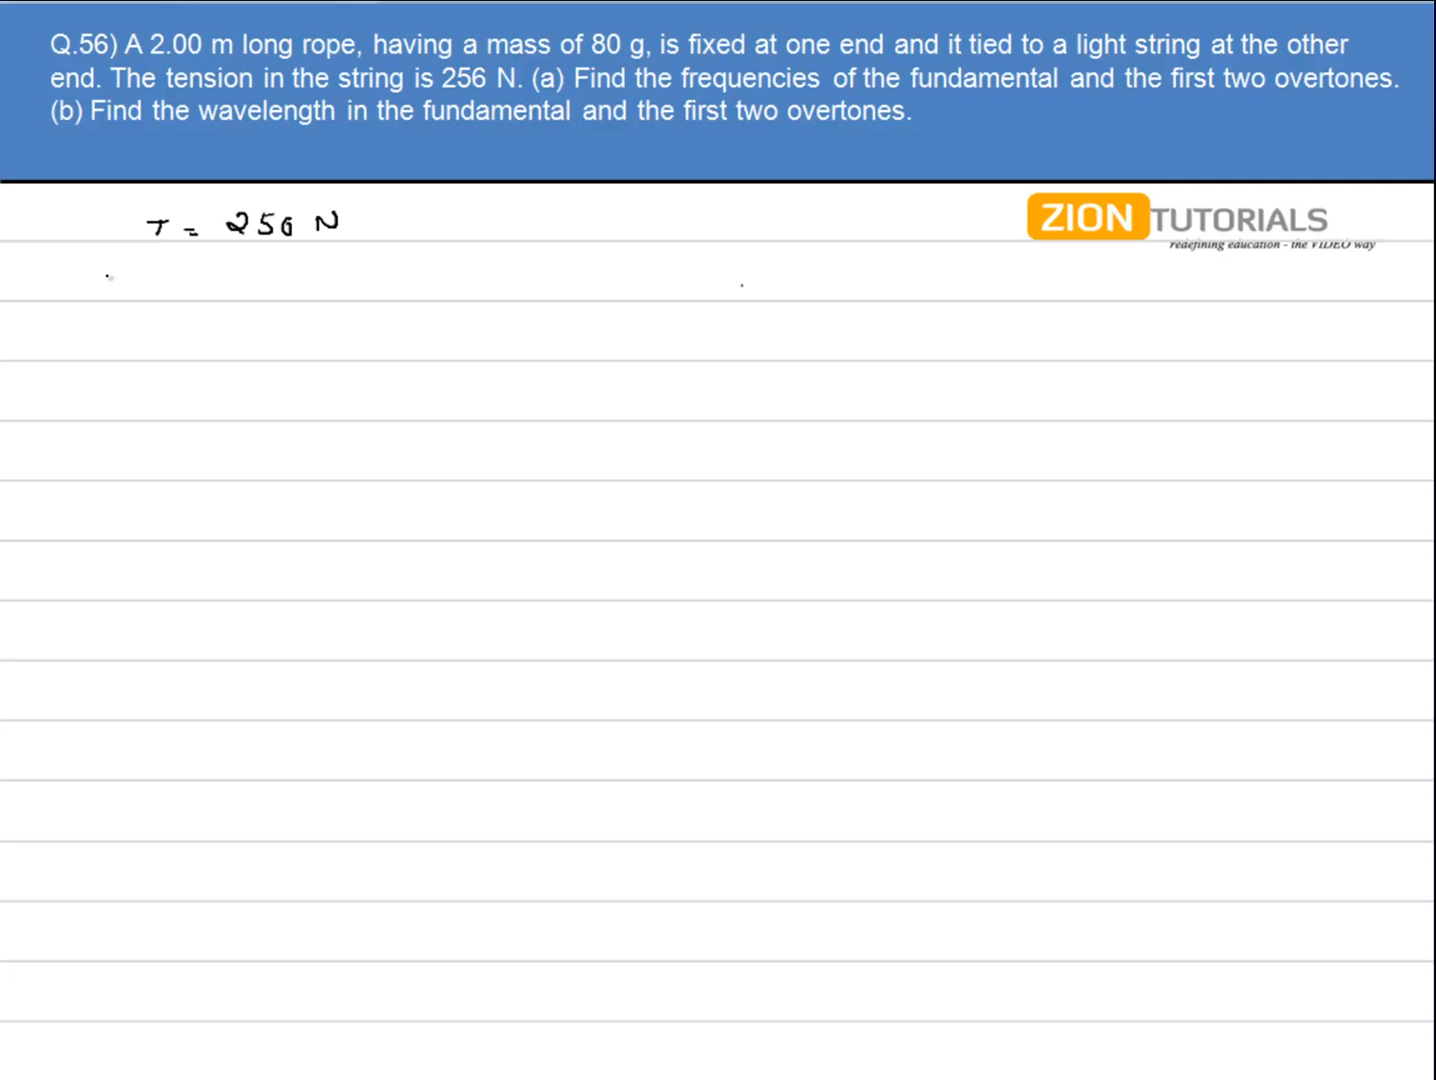 Q.56) A 2.00 m long rope, having a mass of 80 g, is fixed at one end and it tied to a light string at the other
end. The tension in the string is 256 N. (a) Find the frequencies of the fundamental and the first two overtones.
(b) Find the wavelength in the fundamental and the first two overtones.
T = 256 N
ZION TUTORIALS
redefining education - the VIDEO way